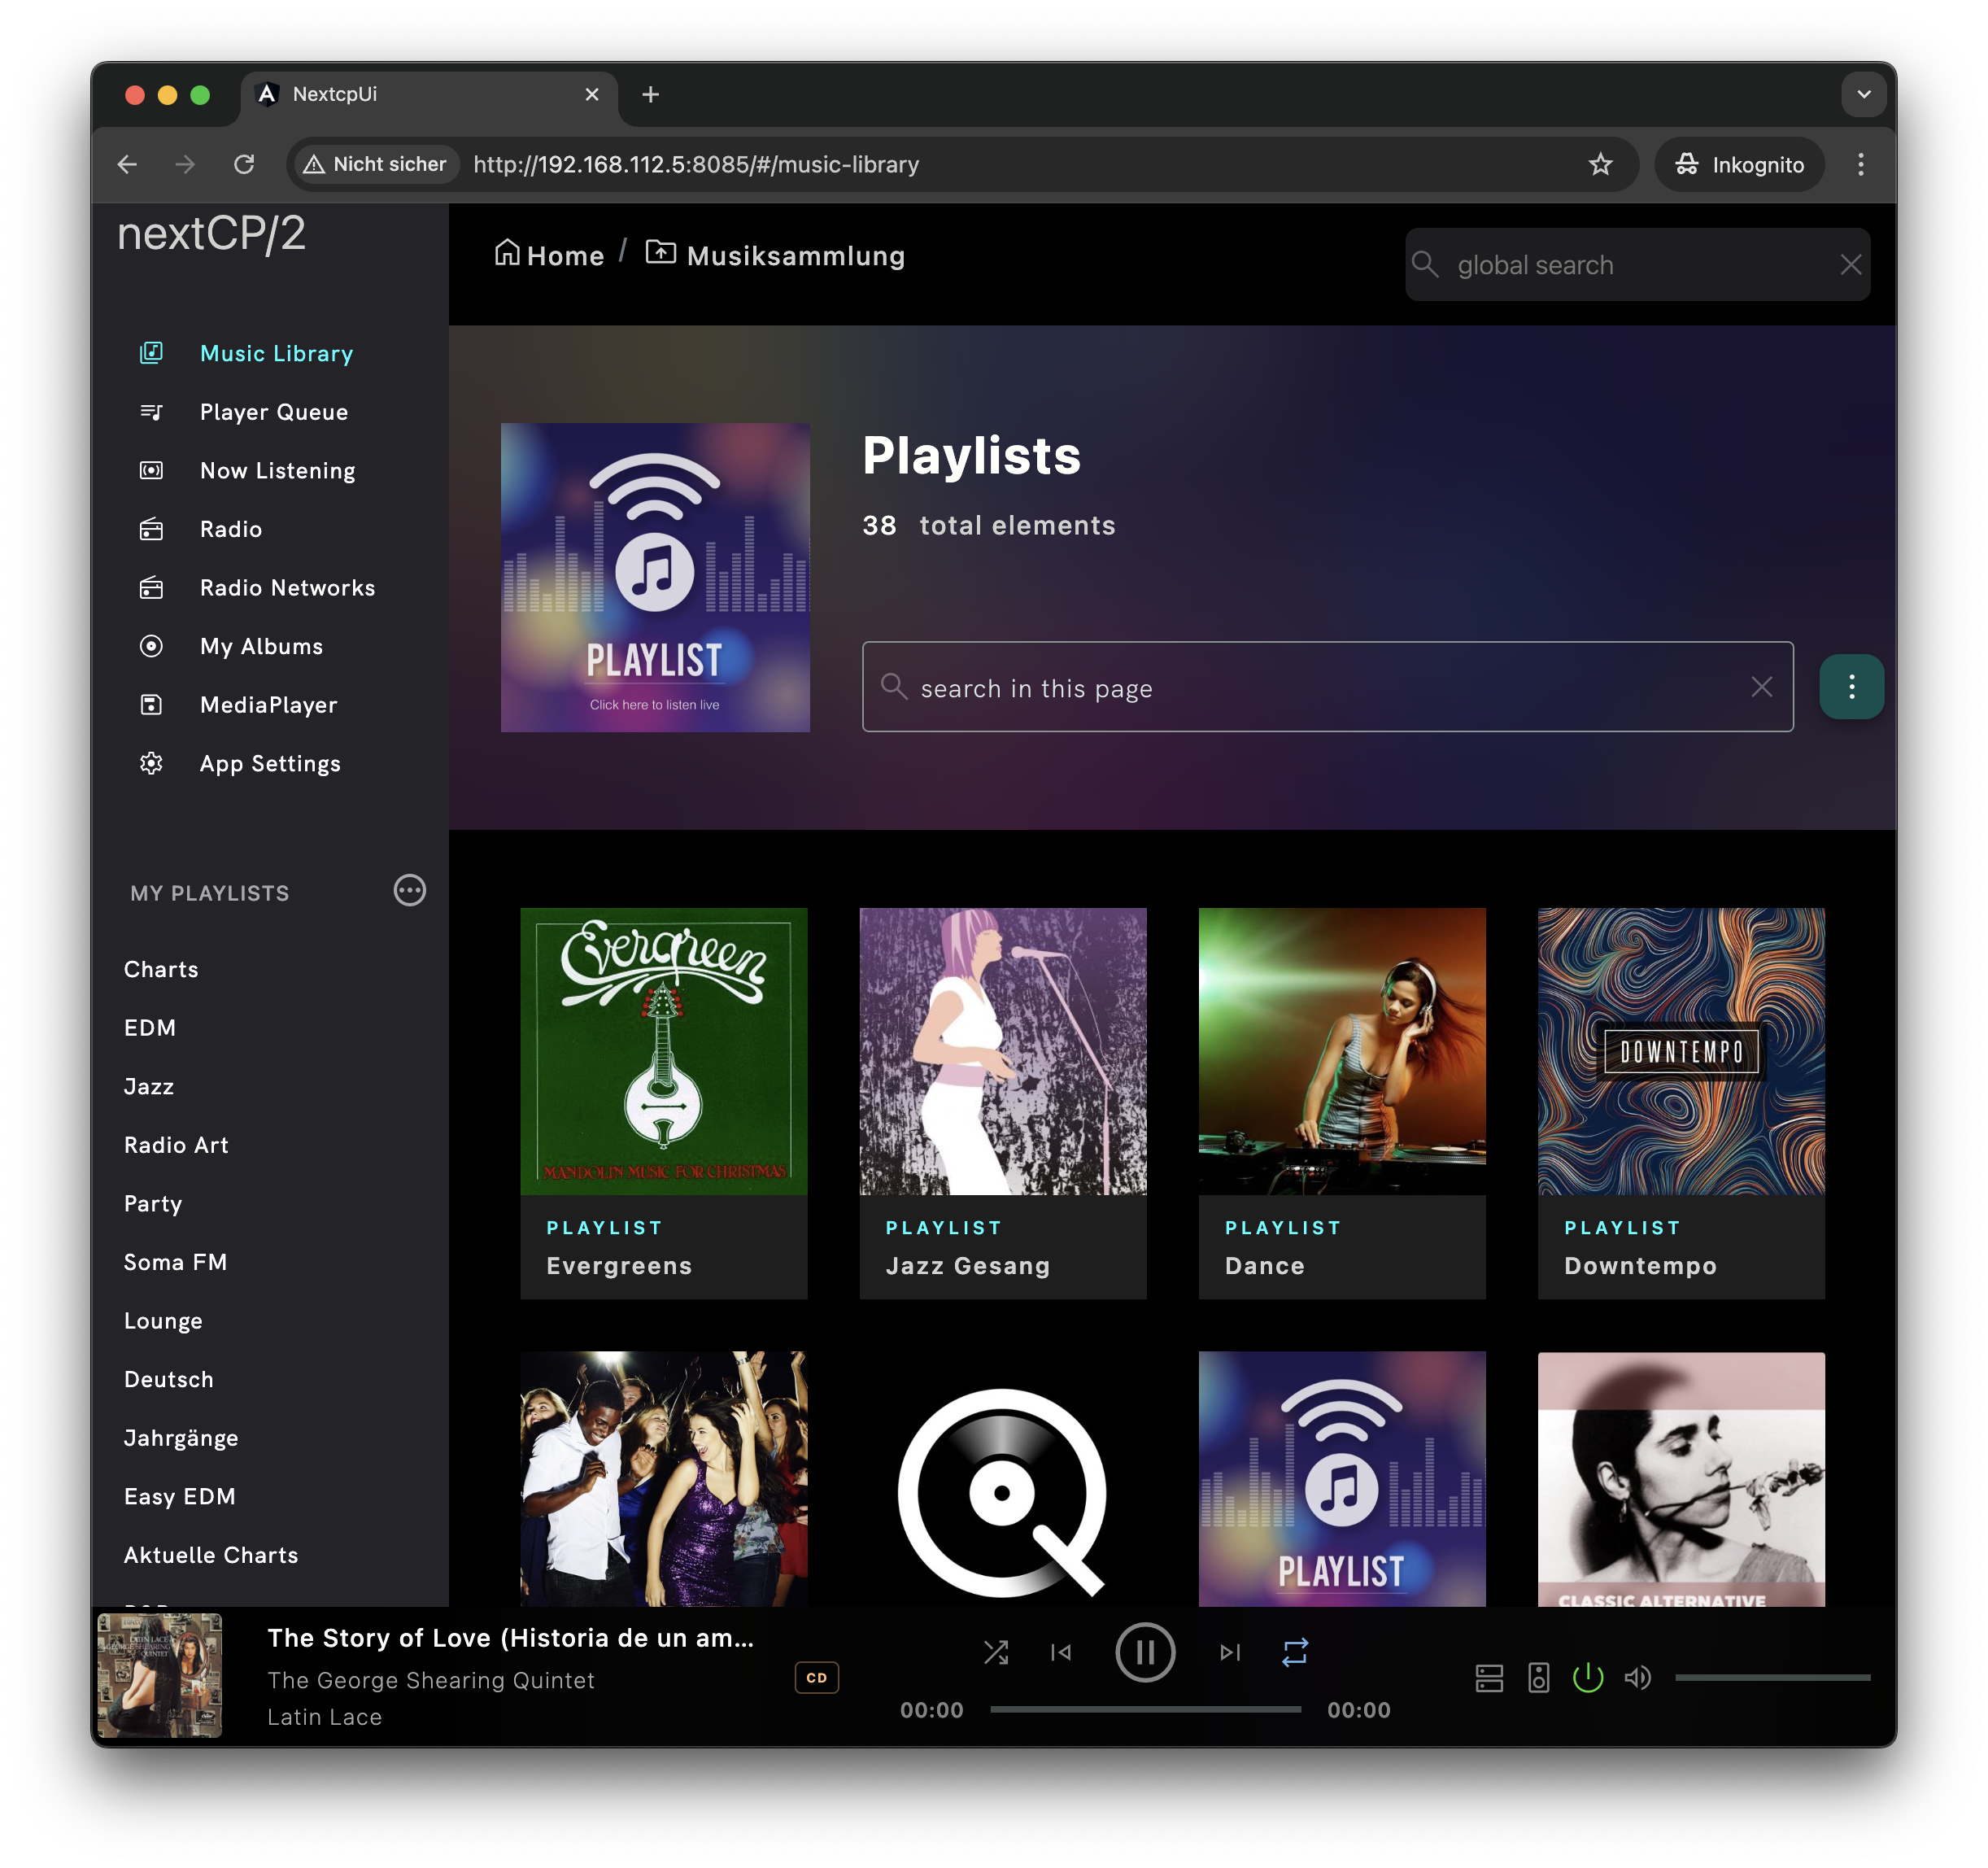 NextcpUi
Nicht sicher
http://192.168.112.5:8085/#/music-library
Inkognito
nextCP/2
Home / Musiksammlung
global search
Music Library
Player Queue
Now Listening
Radio
Radio Networks
My Albums
MediaPlayer
App Settings
MY PLAYLISTS
Charts
EDM
Jazz
Radio Art
Party
Soma FM
Lounge
Deutsch
Jahrgänge
Easy EDM
Aktuelle Charts
PLAYLIST
Click here to listen live
Playlists
38 total elements
search in this page
Evergreen
MANDOLIN MUSIC FOR CHRISTMAS
PLAYLIST
Evergreens
PLAYLIST
Jazz Gesang
PLAYLIST
Dance
DOWNTEMPO
PLAYLIST
Downtempo
PLAYLIST
CLASSIC ALTERNATIVE
The Story of Love (Historia de un am...
The George Shearing Quintet
Latin Lace
CD
00:00
00:00